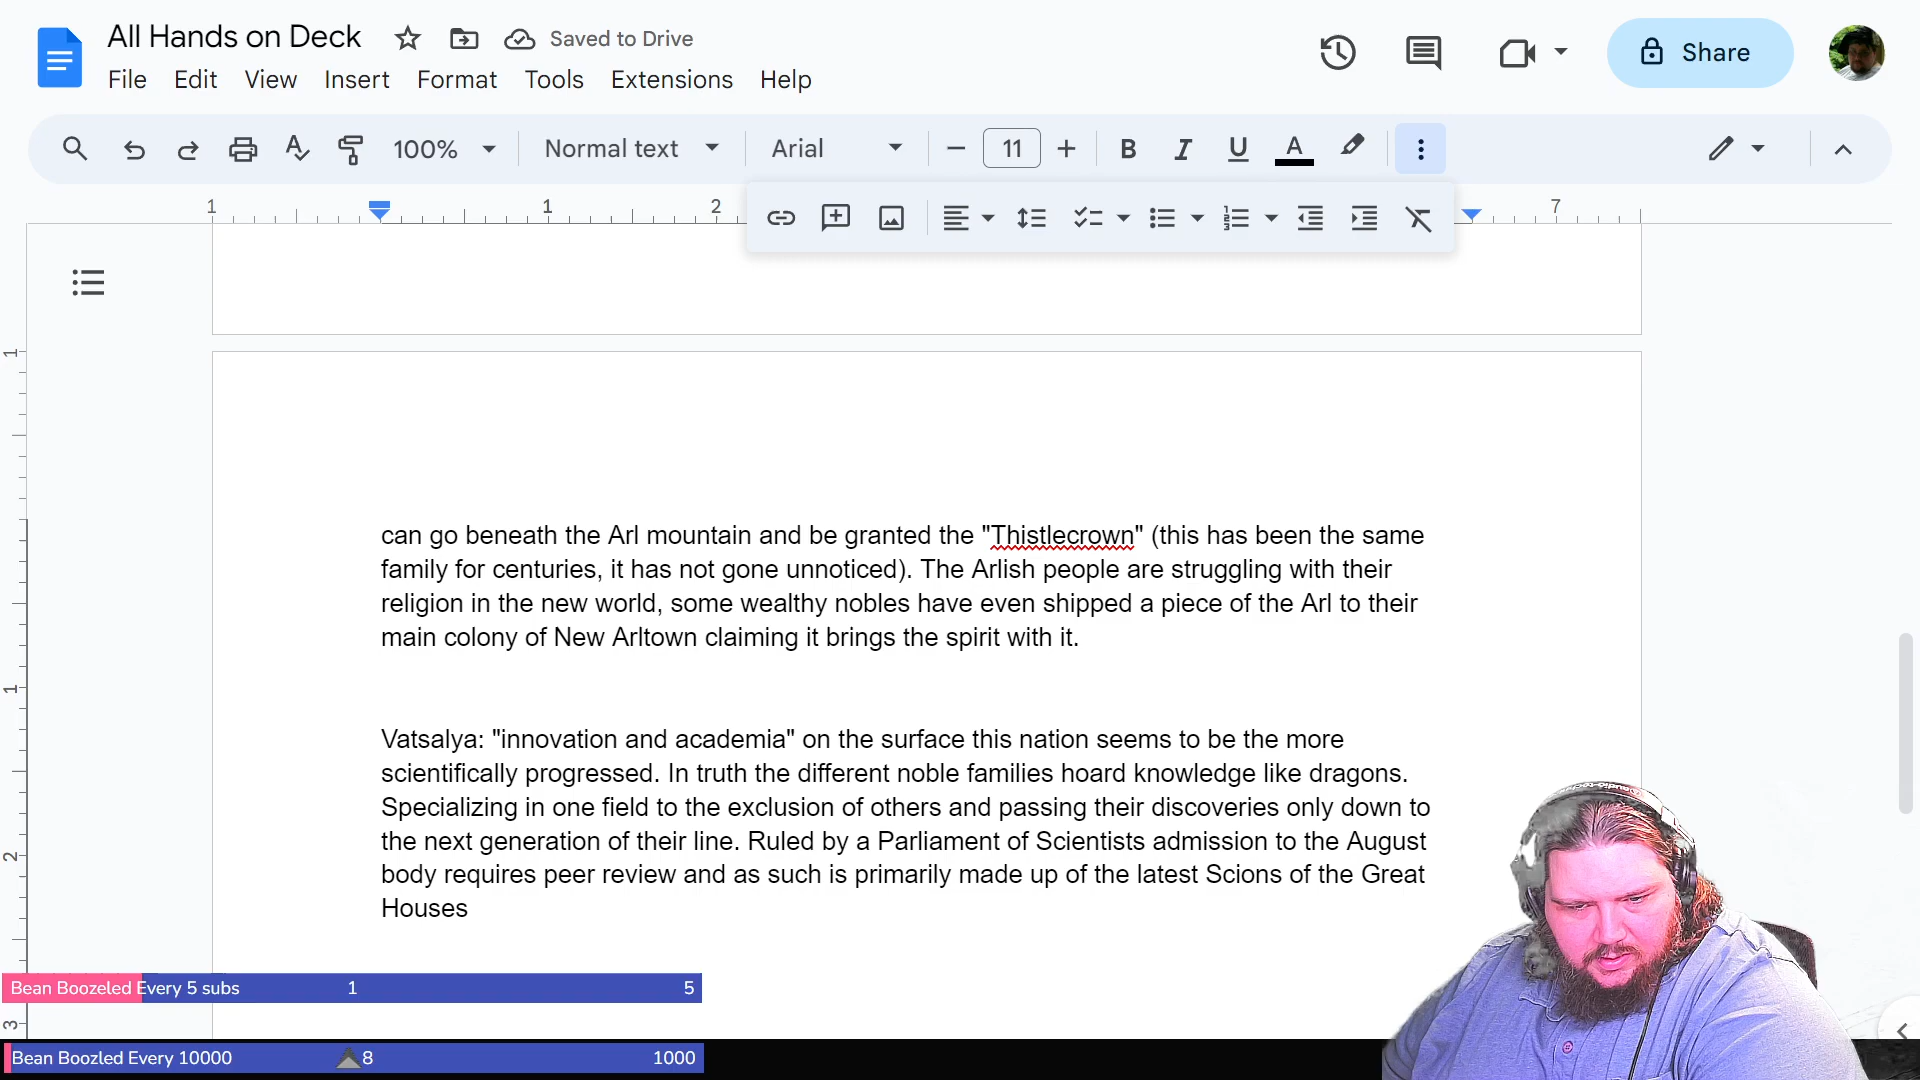 All Hands on Deck
Saved to Drive
File Edit View Insert Format Tools Extensions Help
Share
100% Normal text Arial 11 B I U A
1 1 2 7
can go beneath the Arl mountain and be granted the "Thistlecrown" (this has been the same
family for centuries, it has not gone unnoticed). The Arlish people are struggling with their
religion in the new world, some wealthy nobles have even shipped a piece of the Arl to their
main colony of New Arltown claiming it brings the spirit with it.
Vatsalya: "innovation and academia" on the surface this nation seems to be the more
scientifically progressed. In truth the different noble families hoard knowledge like dragons.
Specializing in one field to the exclusion of others and passing their discoveries only down to
the next generation of their line. Ruled by a Parliament of Scientists admission to the August
body requires peer review and as such is primarily made up of the latest Scions of the Great
Houses
1
1
2
3
Bean Boozeled Every 5 subs 1 5
Bean Boozled Every 10000 8 1000